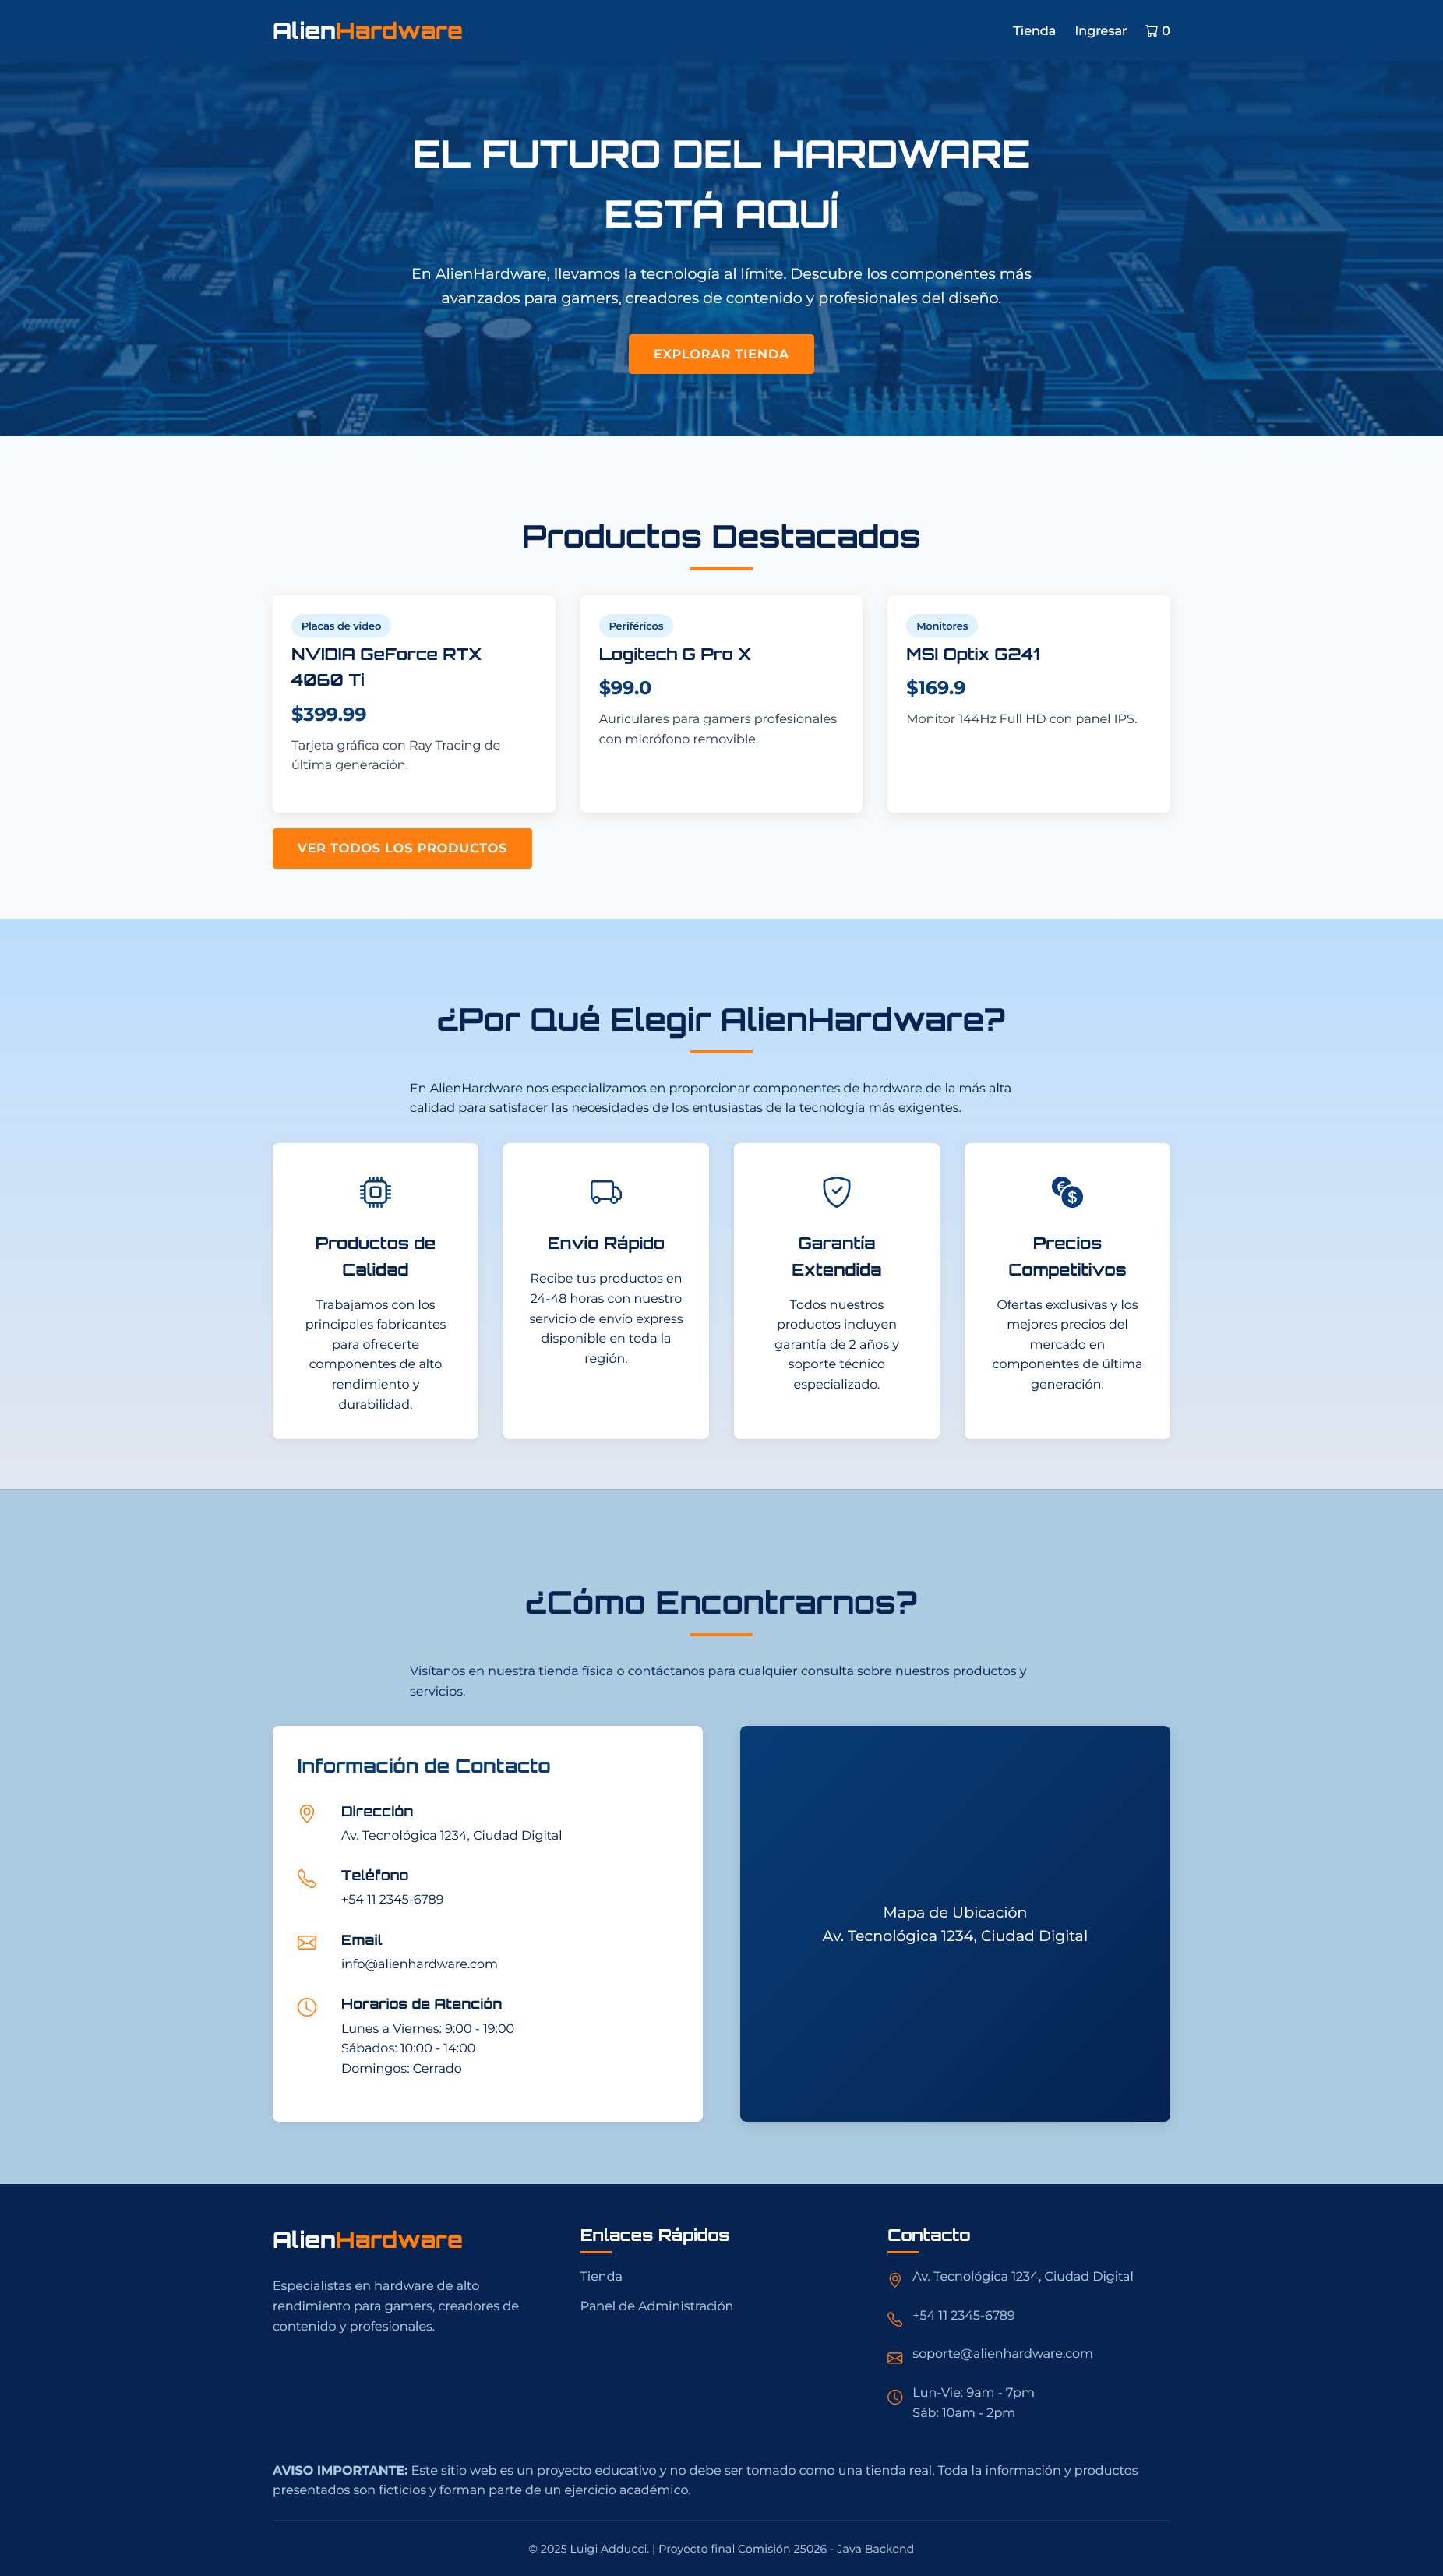 AlienHardware
Tienda Ingresar 0
EL FUTURO DEL HARDWARE
ESTÁ AQUÍ
En AlienHardware, llevamos la tecnología al límite. Descubre los componentes más
avanzados para gamers, creadores de contenido y profesionales del diseño.
EXPLORAR TIENDA
Productos Destacados
Placas de video
NVIDIA GeForce RTX
4060 Ti
$399.99
Tarjeta gráfica con Ray Tracing de
última generación.
Periféricos
Logitech G Pro X
$99.0
Auriculares para gamers profesionales
con micrófono removible.
Monitores
MSI Optix G241
$169.9
Monitor 144Hz Full HD con panel IPS.
VER TODOS LOS PRODUCTOS
¿Por Qué Elegir AlienHardware?
En AlienHardware nos especializamos en proporcionar componentes de hardware de la más alta
calidad para satisfacer las necesidades de los entusiastas de la tecnología más exigentes.
Productos de
Calidad
Trabajamos con los
principales fabricantes
para ofrecerte
componentes de alto
rendimiento y
durabilidad.
Envío Rápido
Recibe tus productos en
24-48 horas con nuestro
servicio de envío express
disponible en toda la
región.
Garantía
Extendida
Todos nuestros
productos incluyen
garantía de 2 años y
soporte técnico
especializado.
€ $
Precios
Competitivos
Ofertas exclusivas y los
mejores precios del
mercado en
componentes de última
generación.
¿Cómo Encontrarnos?
Visítanos en nuestra tienda física o contáctanos para cualquier consulta sobre nuestros productos y
servicios.
Información de Contacto
Dirección
Av. Tecnológica 1234, Ciudad Digital
Teléfono
+54 11 2345-6789
Email
info@alienhardware.com
Horarios de Atención
Lunes a Viernes: 9:00 - 19:00
Sábados: 10:00 - 14:00
Domingos: Cerrado
Mapa de Ubicación
Av. Tecnológica 1234, Ciudad Digital
AlienHardware
Especialistas en hardware de alto
rendimiento para gamers, creadores de
contenido y profesionales.
Enlaces Rápidos
Tienda
Panel de Administración
Contacto
Av. Tecnológica 1234, Ciudad Digital
+54 11 2345-6789
soporte@alienhardware.com
Lun-Vie: 9am - 7pm
Sáb: 10am - 2pm
AVISO IMPORTANTE: Este sitio web es un proyecto educativo y no debe ser tomado como una tienda real. Toda la información y productos
presentados son ficticios y forman parte de un ejercicio académico.
© 2025 Luigi Adducci. | Proyecto final Comisión 25026 - Java Backend